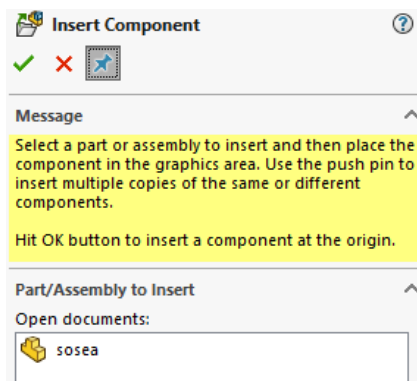 Insert Component
Message
Select a part or assembly to insert and then place the
component in the graphics area. Use the push pin to
insert multiple copies of the same or different
components.
Hit OK button to insert a component at the origin.
Part/Assembly to Insert
Open documents:
sosea